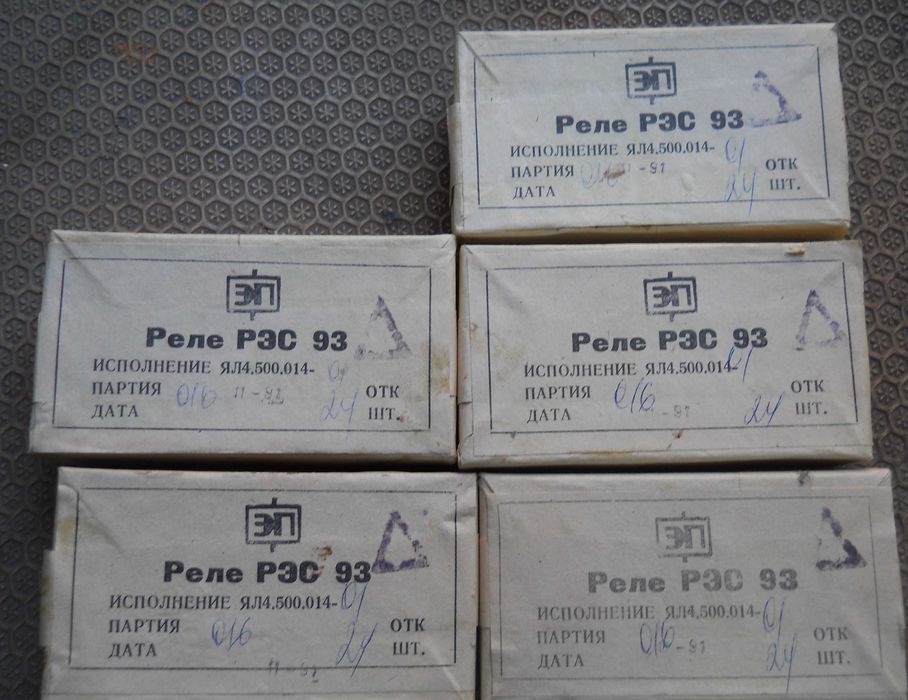 ЭП
Реле РЭС 93
ИСПОЛНЕНИЕ ЯЛ4.500.014- 01
ПАРТИЯ 016 11 -91 ОТК
ДАТА 24 ШТ.
ЭП
Реле РЭС 93
ИСПОЛНЕНИЕ ЯЛ4.500.014- 01
ПАРТИЯ 016 11 -91 ОТК
ДАТА 24 ШТ.
ЭП
Реле РЭС 93
ИСПОЛНЕНИЕ ЯЛ4.500.014- 01
ПАРТИЯ 016 ОТК
ДАТА -91 24 ШТ.
ЭП
Реле РЭС 93
ИСПОЛНЕНИЕ ЯЛ4.500.014- 01
ПАРТИЯ 016 ОТК
ДАТА 24 ШТ.
11 -91
ЭП
Реле РЭС 93
ИСПОЛНЕНИЕ ЯЛ4.500.014- 01
ПАРТИЯ 016 -91 ОТК
ДАТА 24 ШТ.